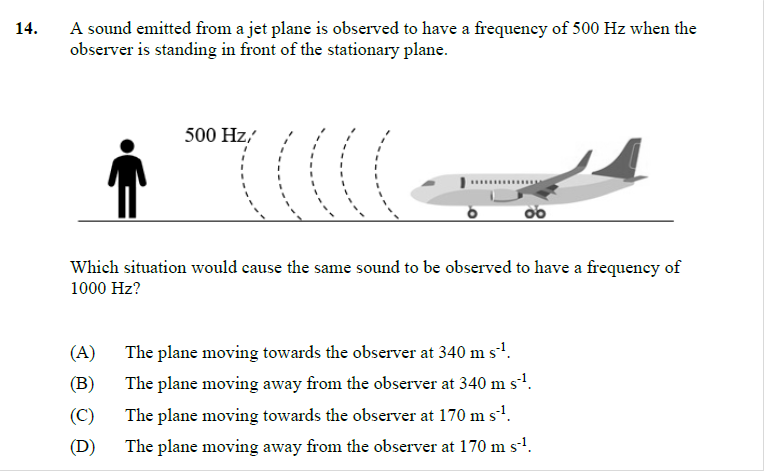 14. A sound emitted from a jet plane is observed to have a frequency of 500 Hz when the
observer is standing in front of the stationary plane.
500 Hz
Which situation would cause the same sound to be observed to have a frequency of
1000 Hz?
(A) The plane moving towards the observer at 340 m s⁻¹.
(B) The plane moving away from the observer at 340 m s⁻¹.
(C) The plane moving towards the observer at 170 m s⁻¹.
(D) The plane moving away from the observer at 170 m s⁻¹.